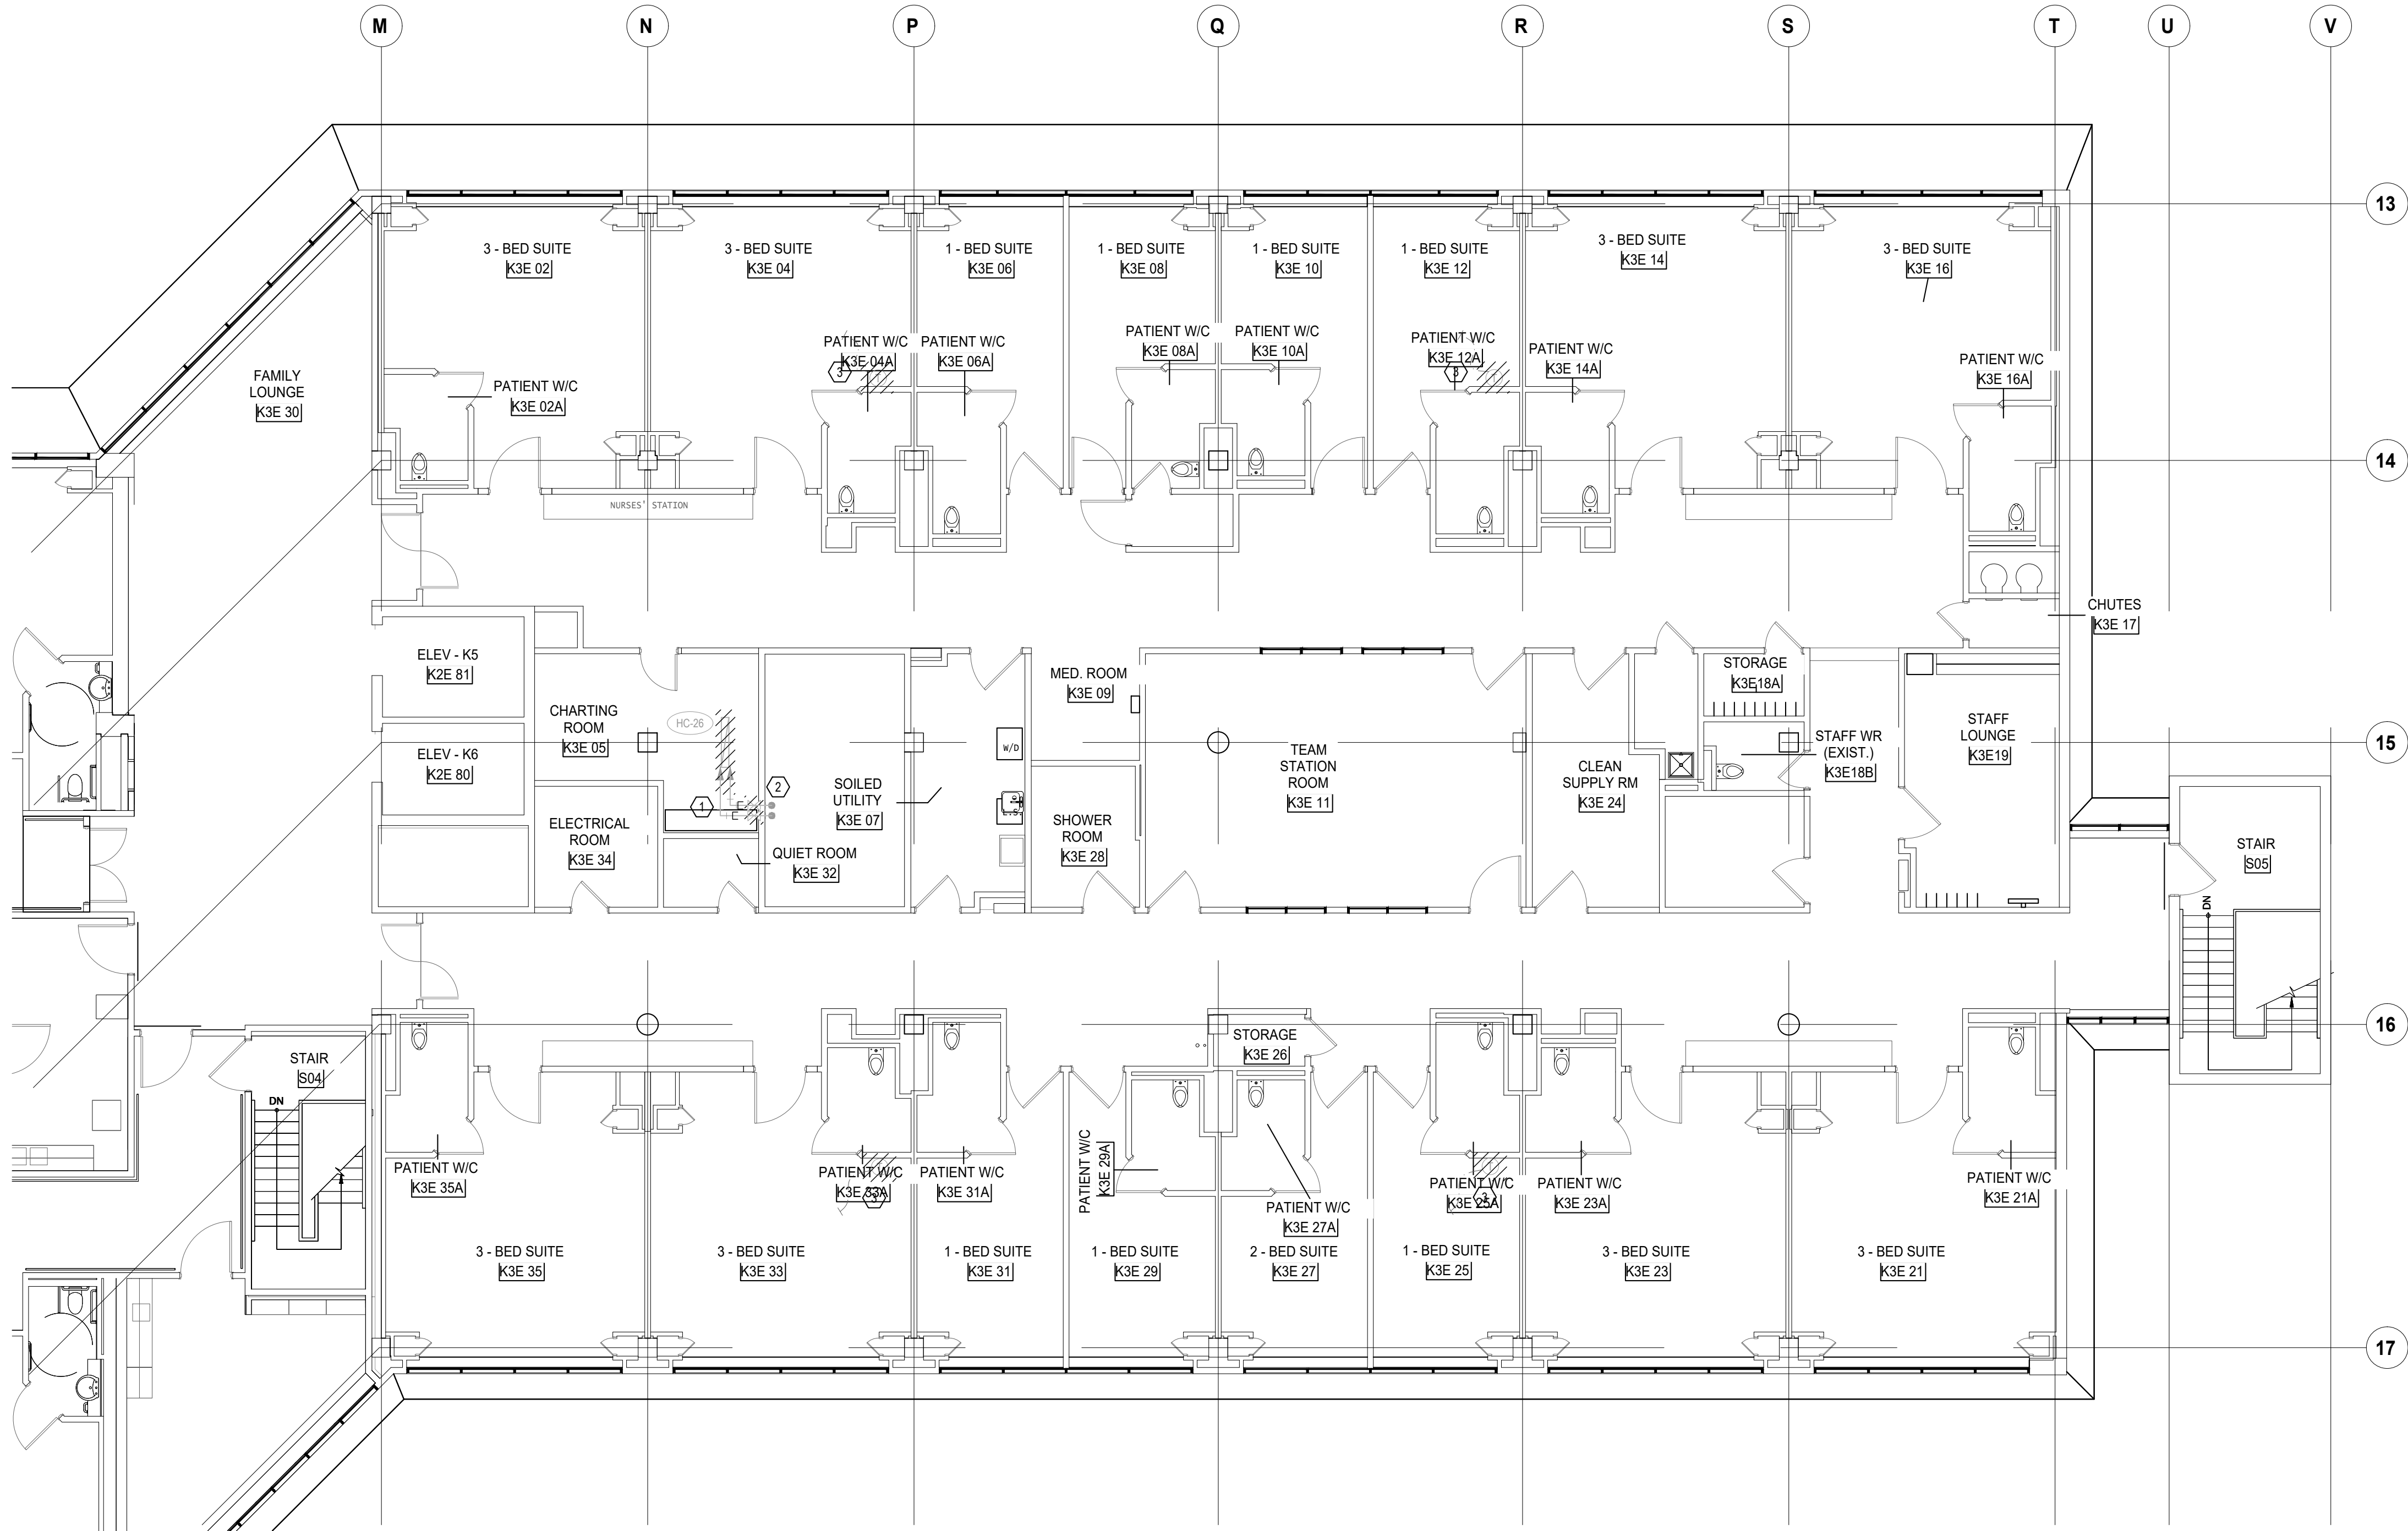 M
N
P
Q
R
S
T
U
V
13
3 - BED SUITE
K3E 02
3 - BED SUITE
K3E 04
1 - BED SUITE
K3E 06
1 - BED SUITE
K3E 08
1 - BED SUITE
K3E 10
1 - BED SUITE
K3E 12
3 - BED SUITE
K3E 14
3 - BED SUITE
K3E 16
FAMILY
LOUNGE
K3E 30
PATIENT W/C
K3E 02A
PATIENT W/C
K3E 04A
3
PATIENT W/C
K3E 06A
PATIENT W/C
K3E 08A
PATIENT W/C
K3E 10A
PATIENT W/C
K3E 12A
3
PATIENT W/C
K3E 14A
PATIENT W/C
K3E 16A
14
NURSES' STATION
CHUTES
K3E 17
ELEV - K5
K2E 81
ELEV - K6
K2E 80
CHARTING
ROOM
K3E 05
HC-26
1
2
ELECTRICAL
ROOM
K3E 34
QUIET ROOM
K3E 32
SOILED
UTILITY
K3E 07
W/D
L.S.
MED. ROOM
K3E 09
SHOWER
ROOM
K3E 28
TEAM
STATION
ROOM
K3E 11
CLEAN
SUPPLY RM
K3E 24
STORAGE
K3E18A
STAFF WR
(EXIST.)
K3E18B
STAFF
LOUNGE
K3E19
15
STAIR
S05
DN
16
STAIR
S04
DN
STORAGE
K3E 26
PATIENT W/C
K3E 35A
PATIENT W/C
K3E 33A
3
PATIENT W/C
K3E 31A
PATIENT W/C
K3E 29A
PATIENT W/C
K3E 27A
PATIENT W/C
K3E 25A
3
PATIENT W/C
K3E 23A
PATIENT W/C
K3E 21A
3 - BED SUITE
K3E 35
3 - BED SUITE
K3E 33
1 - BED SUITE
K3E 31
1 - BED SUITE
K3E 29
2 - BED SUITE
K3E 27
1 - BED SUITE
K3E 25
3 - BED SUITE
K3E 23
3 - BED SUITE
K3E 21
17